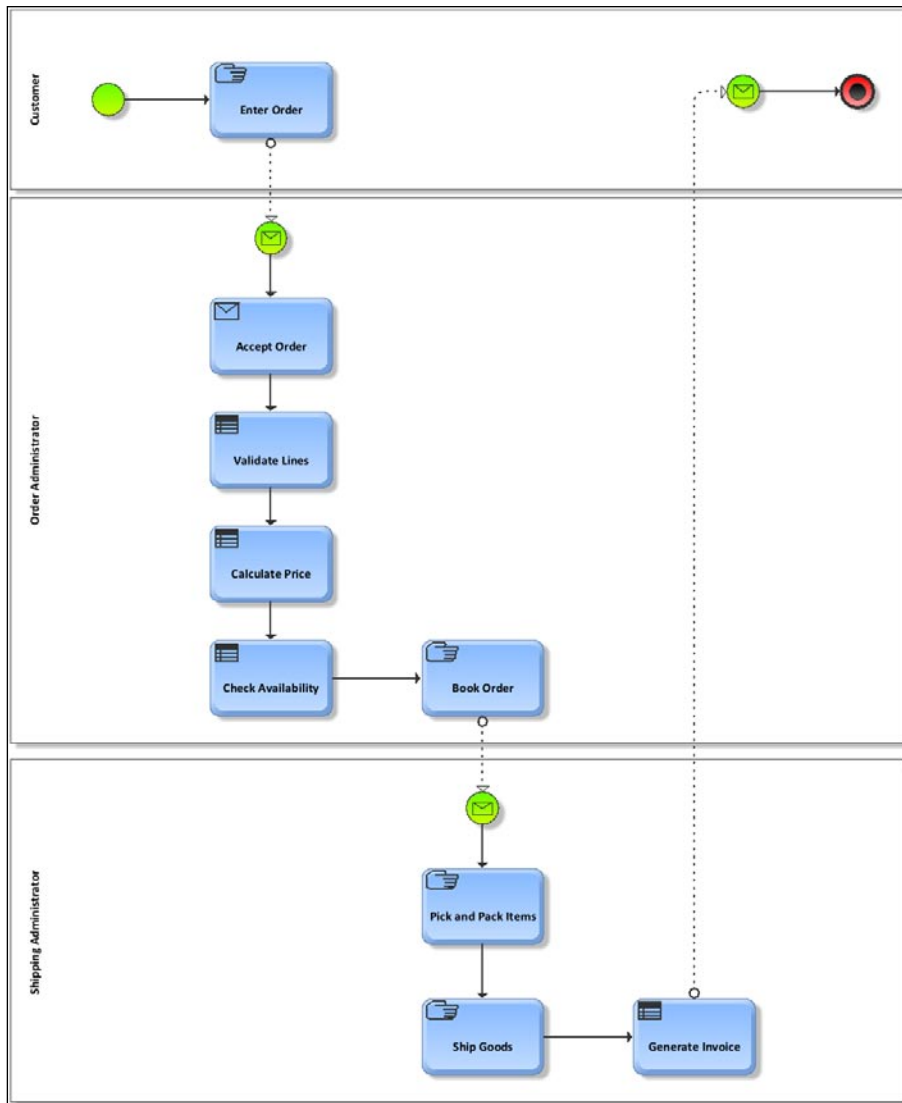 Customer
Enter Order
Order Administrator
Accept Order
Validate Lines
Calculate Price
Check Availability
Book Order
Shipping Administrator
Pick and Pack Items
Ship Goods
Generate Invoice